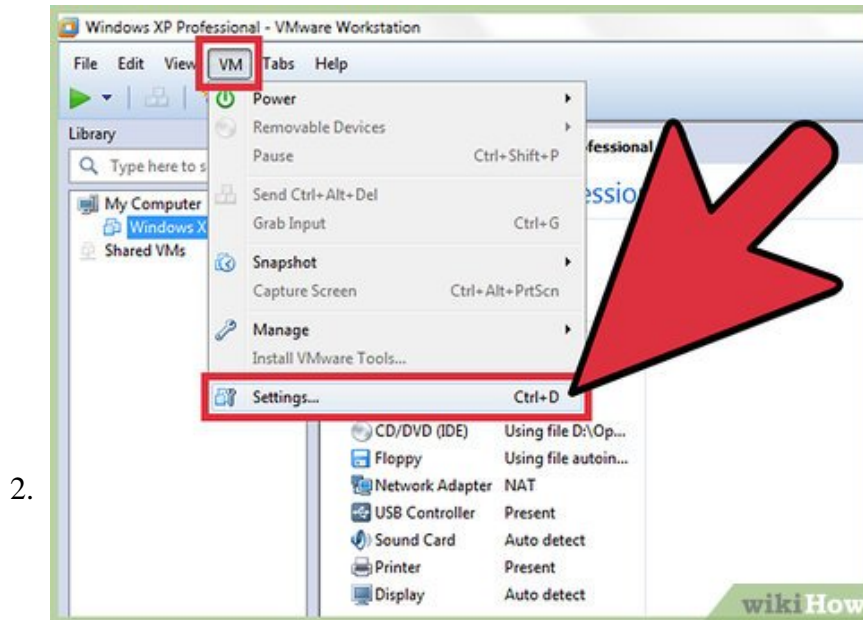 Windows XP Professional - VMware Workstation
File Edit View VM Tabs Help
Library
Type here to s
My Computer
Windows X
Shared VMs
Power
Removable Devices
Pause Ctrl+Shift+P
Send Ctrl+Alt+Del
Grab Input Ctrl+G
Snapshot
Capture Screen Ctrl+Alt+PrtScn
Manage
Install VMware Tools...
Settings... Ctrl+D
fessional
essio
CD/DVD (IDE) Using file D:\Op...
Floppy Using file autoin...
Network Adapter NAT
USB Controller Present
Sound Card Auto detect
Printer Present
Display Auto detect
2.
wikiHow